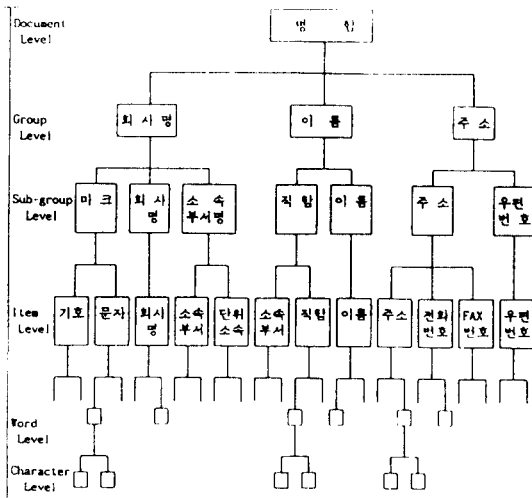 Document
Level
명 함
Group
Level
회 사 명
이 름
주 소
Sub-group
Level
마 크
회 사
명
소 속
부서명
직 함
이 름
주 소
우편
번호
Item
Level
기호
문자
회사
명
소속
부서
단위
소속
소속
부서
직함
이름
주소
전화
번호
FAX
번호
우편
번호
Word
Level
Character
Level